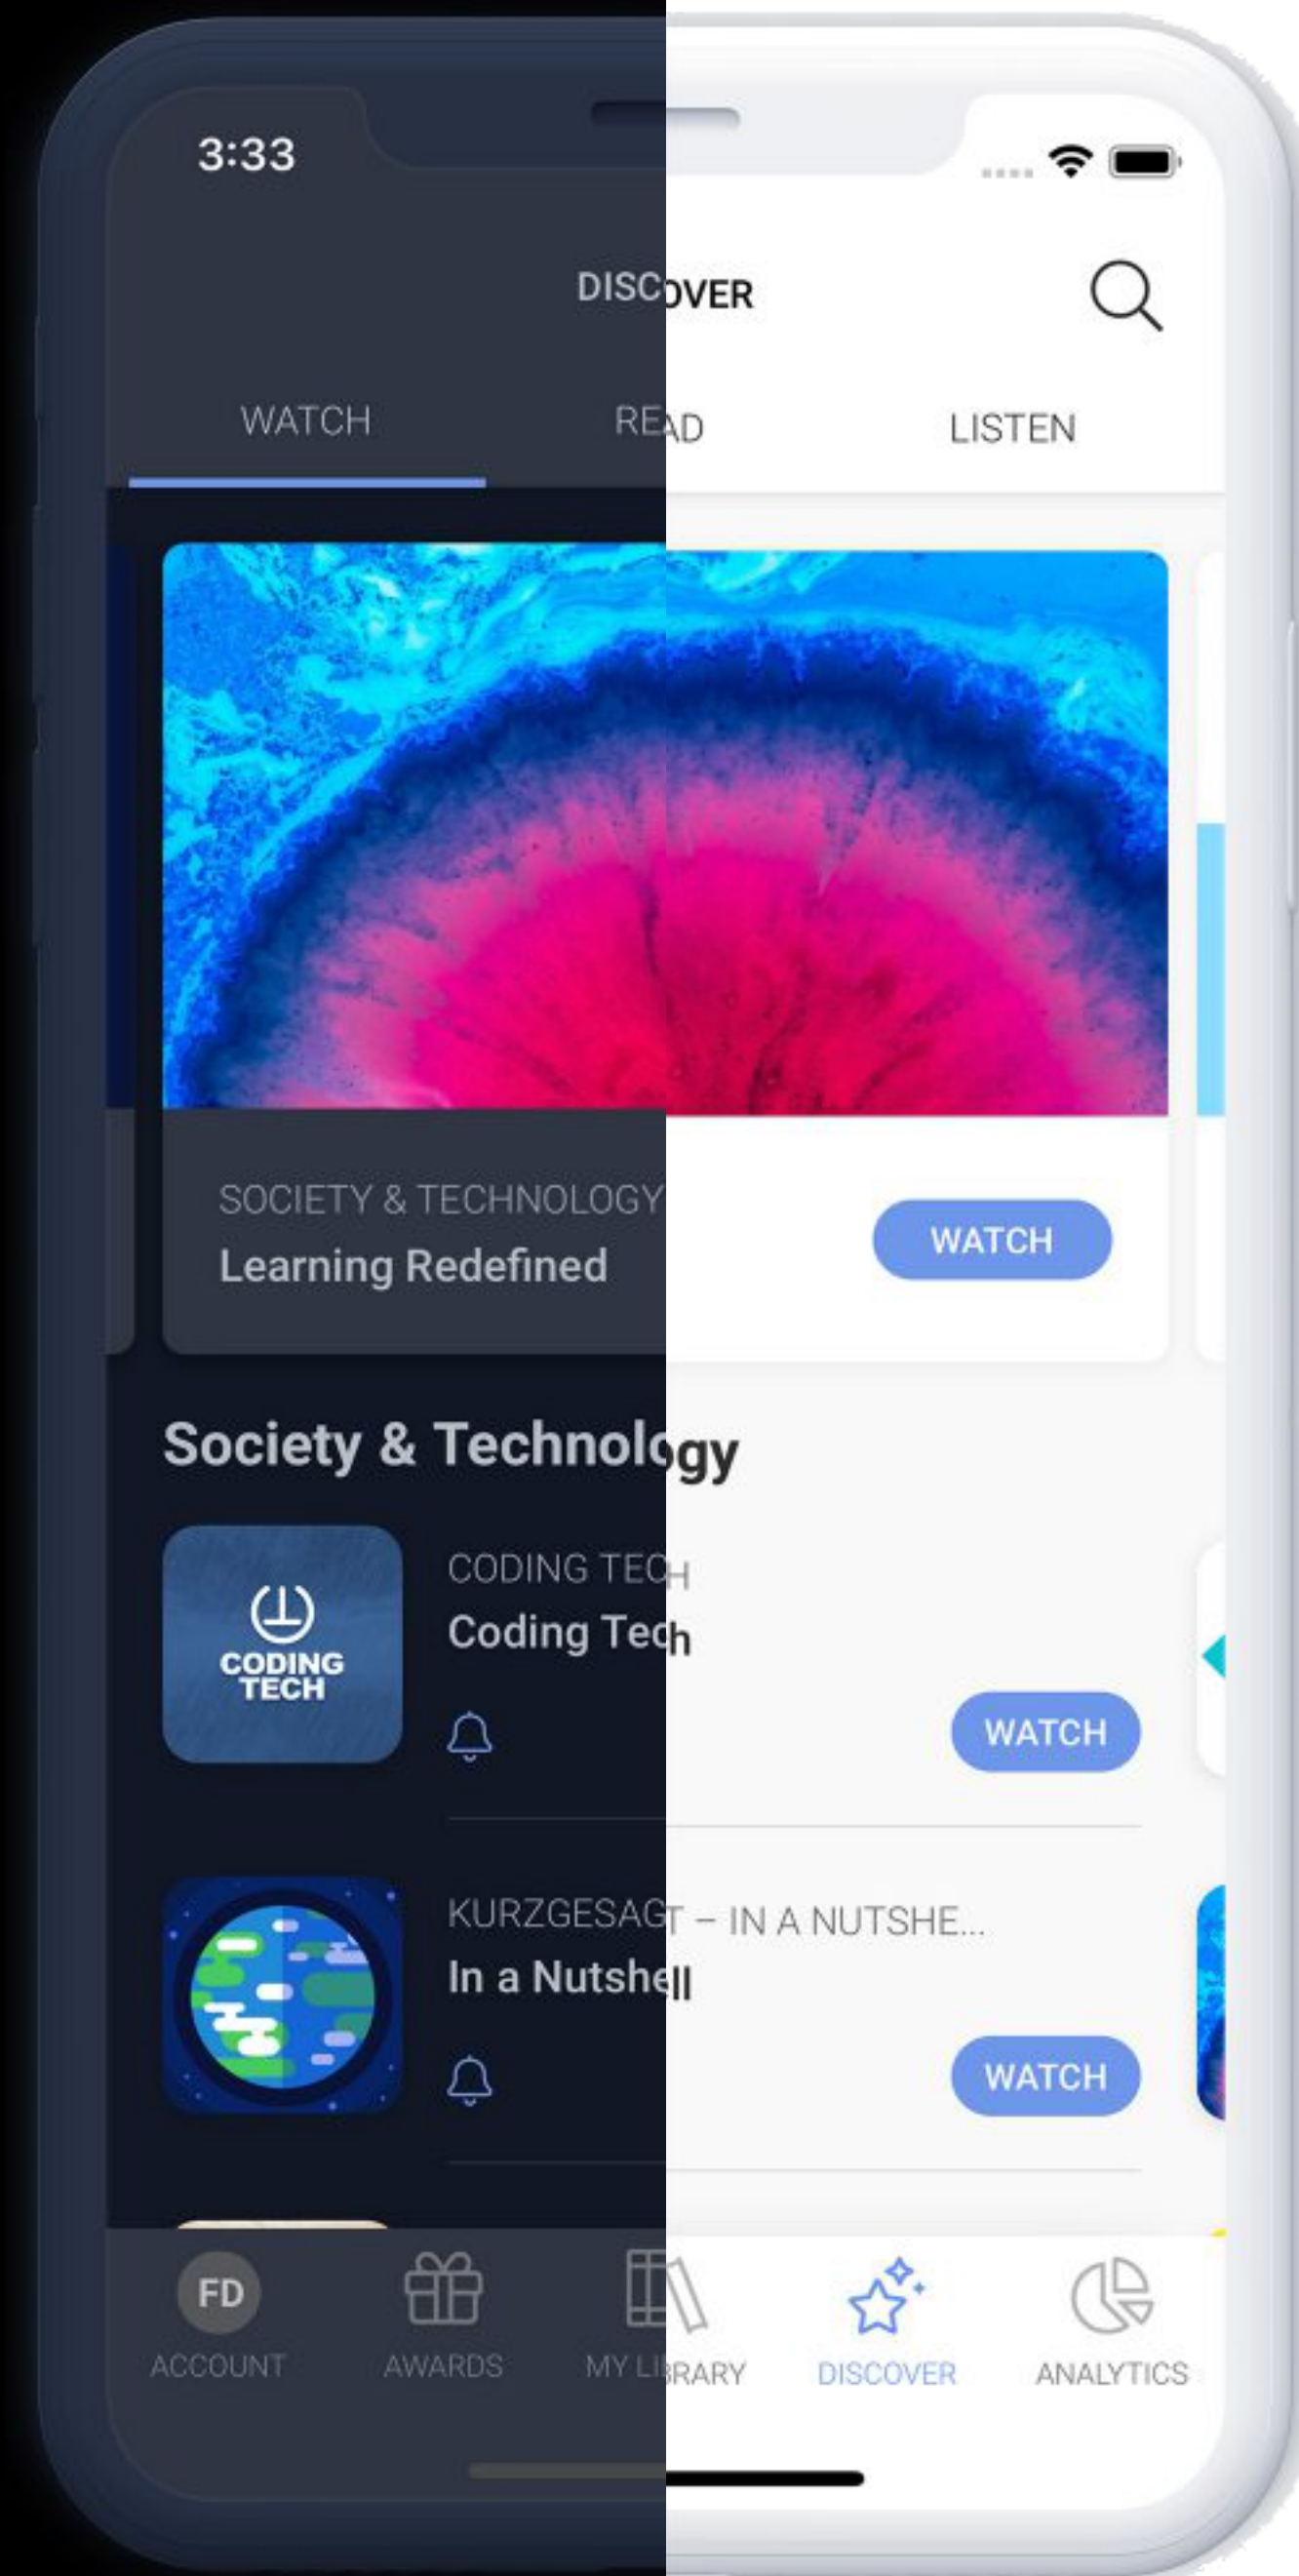 3:33
DISCOVER
WATCH READ LISTEN
SOCIETY & TECHNOLOGY
Learning Redefined
WATCH
Society & Technology
CODING TECH
CODING TECH
Coding Tech
WATCH
KURZGESAGT – IN A NUTSHE...
In a Nutshell
WATCH
FD
ACCOUNT AWARDS MY LIBRARY DISCOVER ANALYTICS